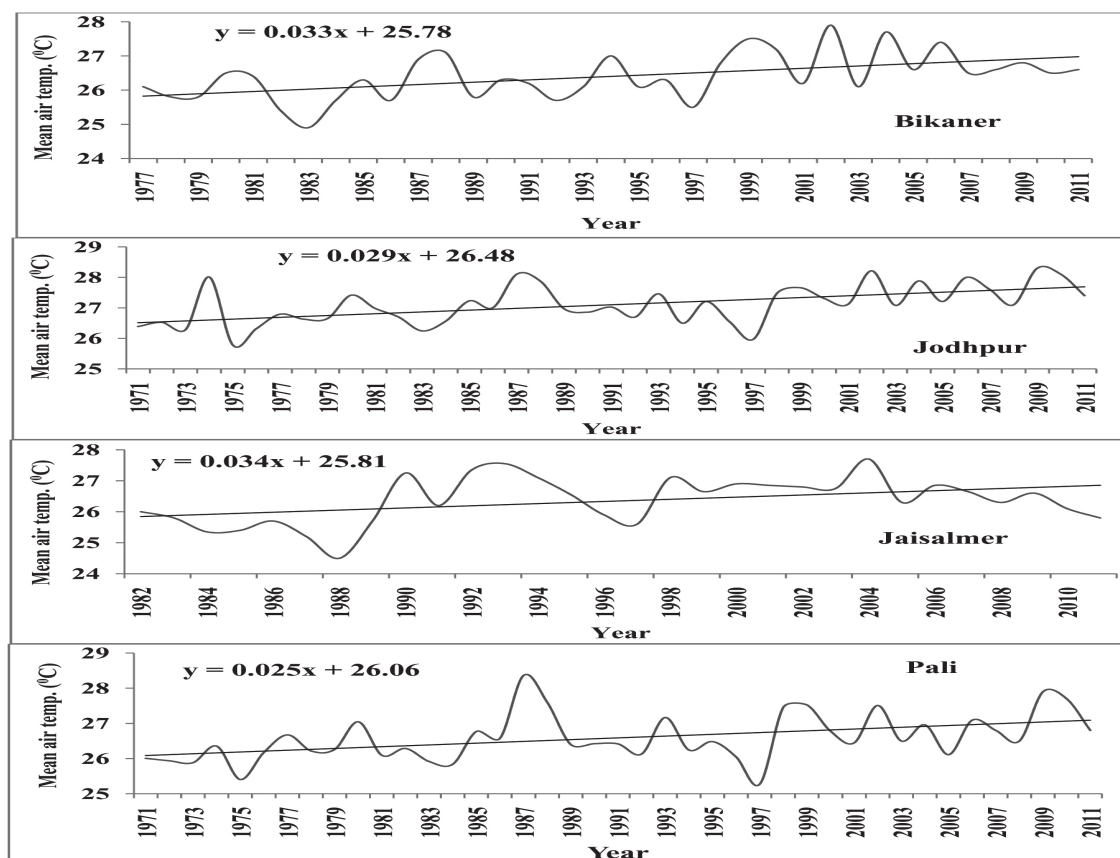 28
27
26
25
24
Mean air temp. (⁰C)
y = 0.033x + 25.78
Bikaner
1977 1979 1981 1983 1985 1987 1989 1991 1993 1995 1997 1999 2001 2003 2005 2007 2009 2011
Year
29
28
27
26
25
Mean air temp. (⁰C)
y = 0.029x + 26.48
Jodhpur
1971 1973 1975 1977 1979 1981 1983 1985 1987 1989 1991 1993 1995 1997 1999 2001 2003 2005 2007 2009 2011
28
27
26
25
24
Mean air temp. (⁰C)
y = 0.034x + 25.81
Jaisalmer
1982 1984 1986 1988 1990 1992 1994 1996 1998 2000 2002 2004 2006 2008 2010
Year
29
28
27
26
25
Mean air temp. (⁰C)
y = 0.025x + 26.06
Pali
1971 1973 1975 1977 1979 1981 1983 1985 1987 1989 1991 1993 1995 1997 1999 2001 2003 2005 2007 2009 2011
Year